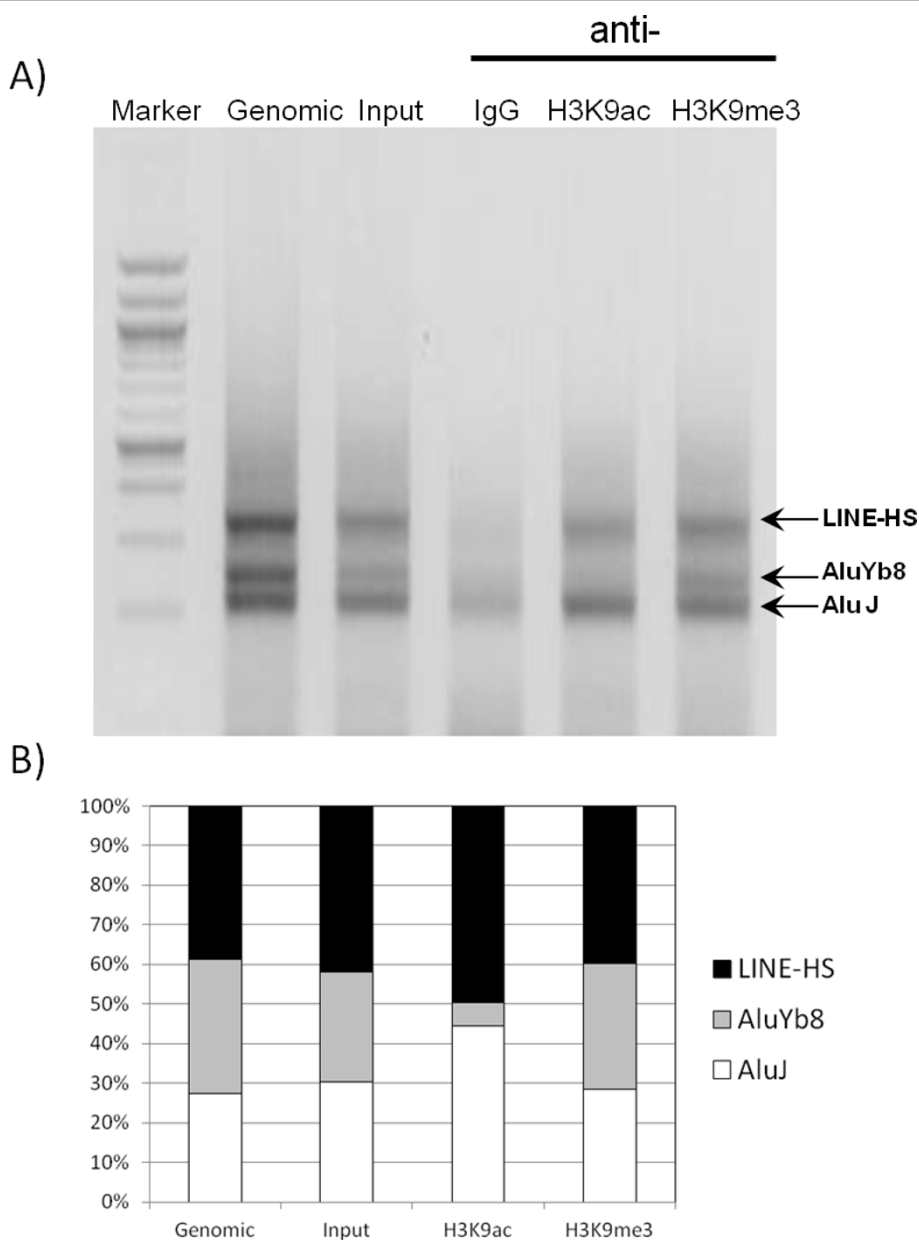 anti-
A)
Marker Genomic Input IgG H3K9ac H3K9me3
LINE-HS
AluYb8
Alu J
B)
100%
90%
80%
70%
60%
50%
40%
30%
20%
10%
0%
Genomic Input H3K9ac H3K9me3
LINE-HS
AluYb8
AluJ